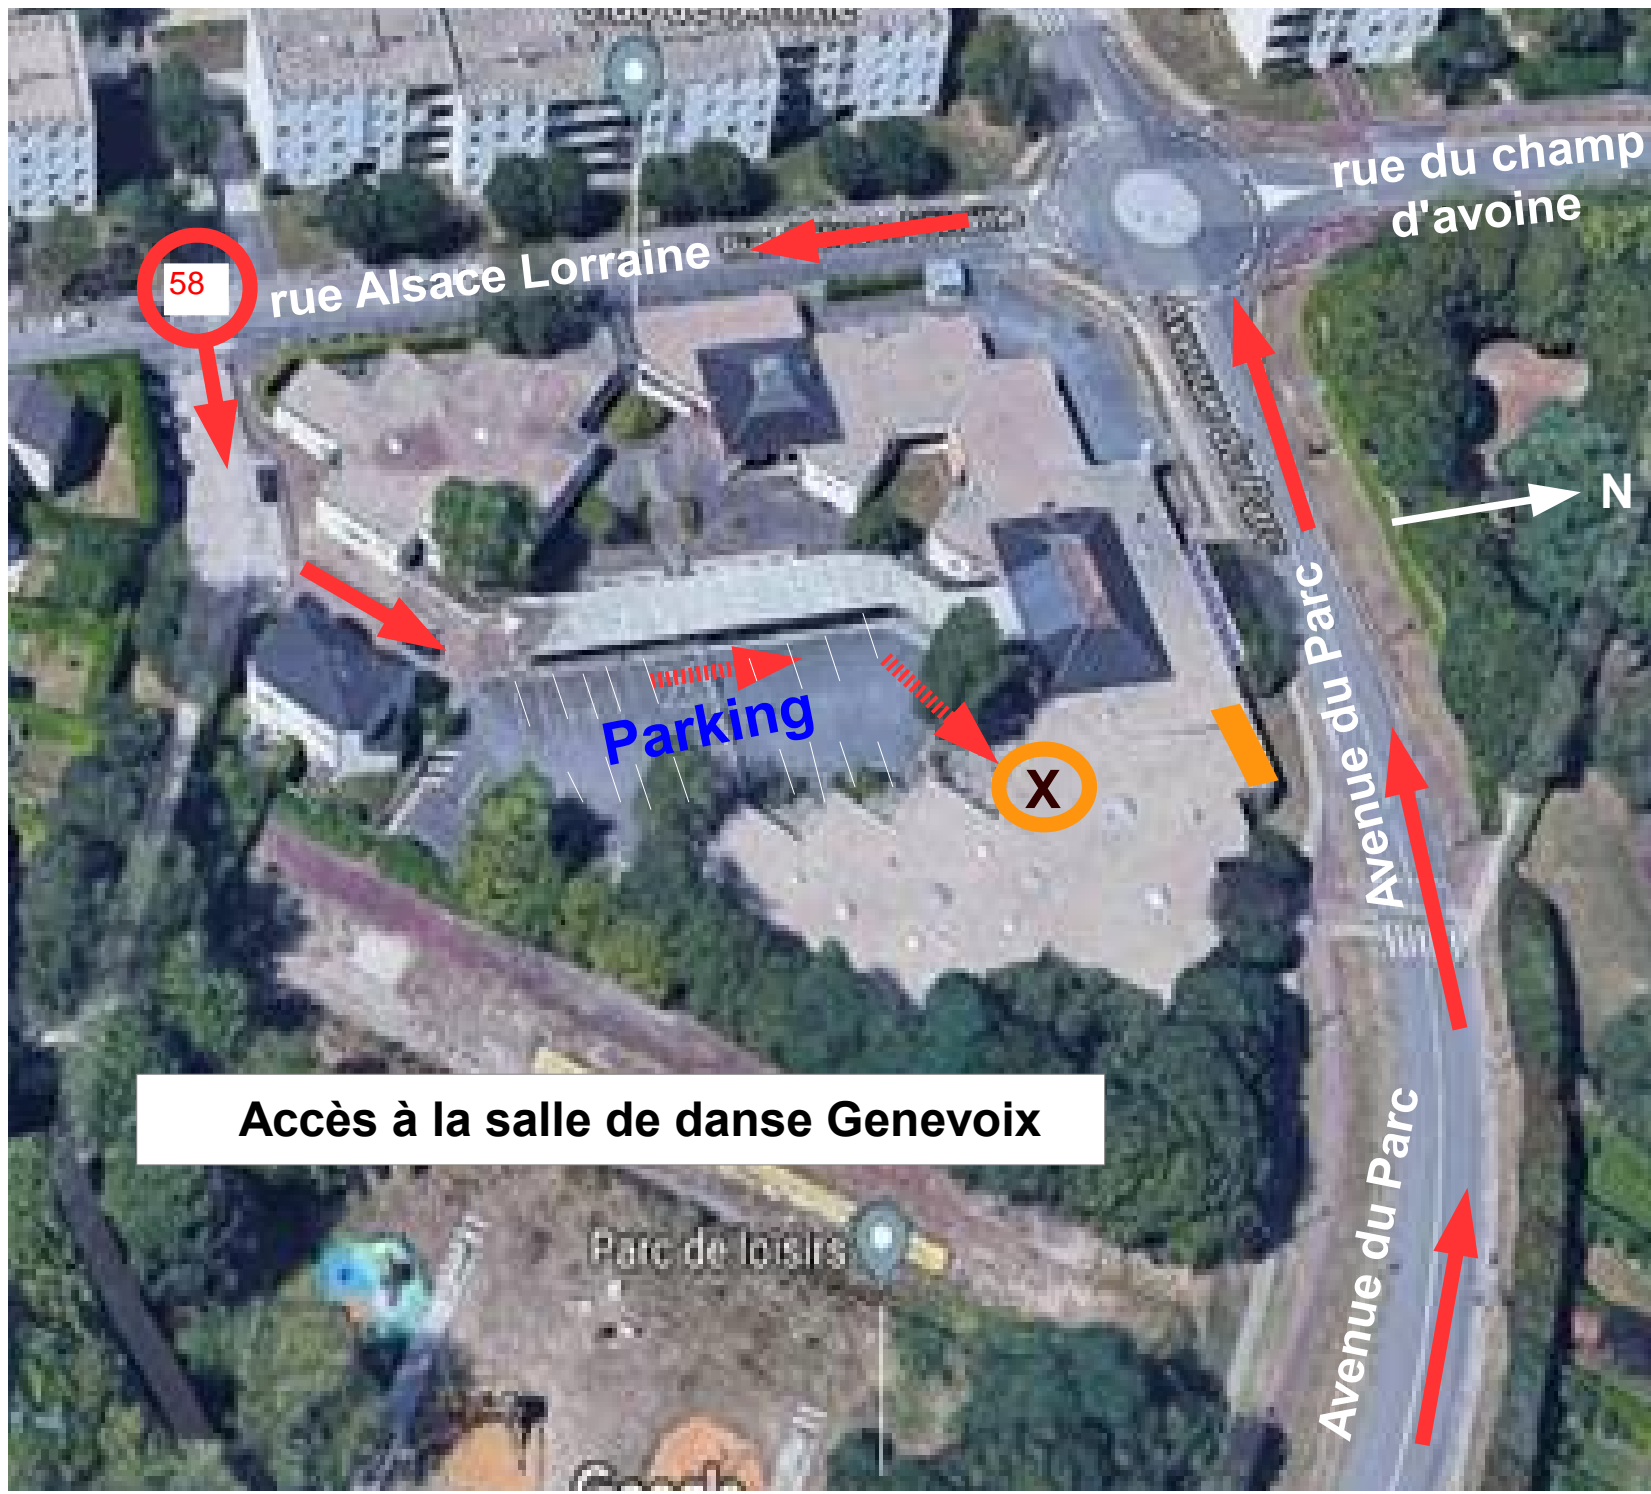 rue du champ
d'avoine
58
rue Alsace Lorraine
N
Avenue du Parc
Parking
X
Accès à la salle de danse Genevoix
Avenue du Parc
Parc de loisirs
Google